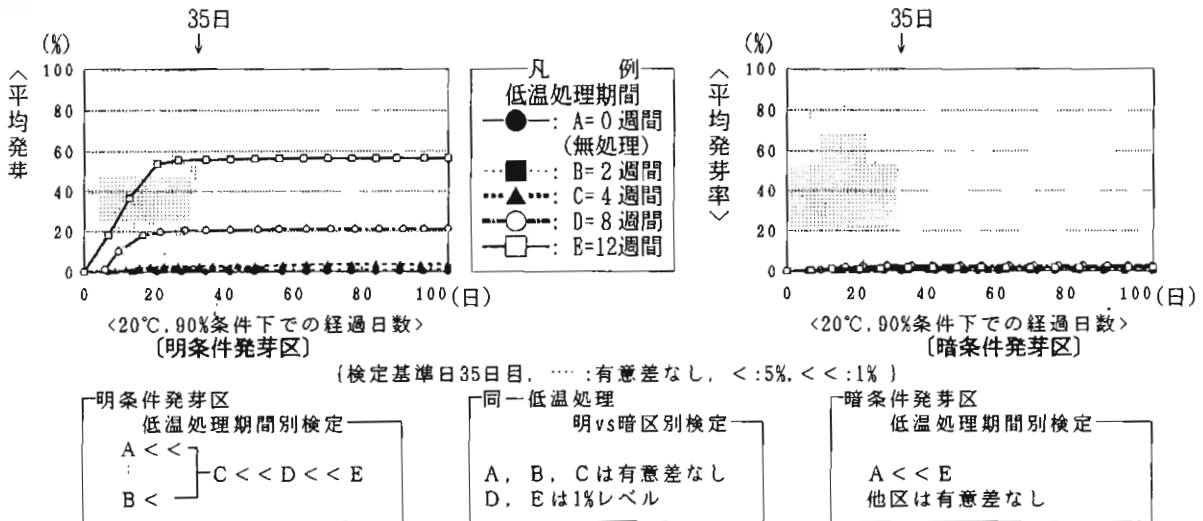 35日
(%)
〈平均発芽
100
80
60
40
20
0
0 20 40 60 80 100(日)
<20℃,90%条件下での経過日数>
〔明条件発芽区〕
凡 例
低温処理期間
: A=0週間
(無処理)
: B=2週間
: C=4週間
: D=8週間
: E=12週間
35日
(%)
〈平均発芽率〉
100
80
60
40
20
0
0 20 40 60 80 100(日)
<20℃,90%条件下での経過日数>
〔暗条件発芽区〕
{検定基準日35日目, ‥‥:有意差なし, <:5%,<<:1% }
明条件発芽区
低温処理期間別検定
A <<
C << D << E
B <
同一低温処理
明vs暗区別検定
A, B, Cは有意差なし
D, Eは1%レベル
暗条件発芽区
低温処理期間別検定
A << E
他区は有意差なし